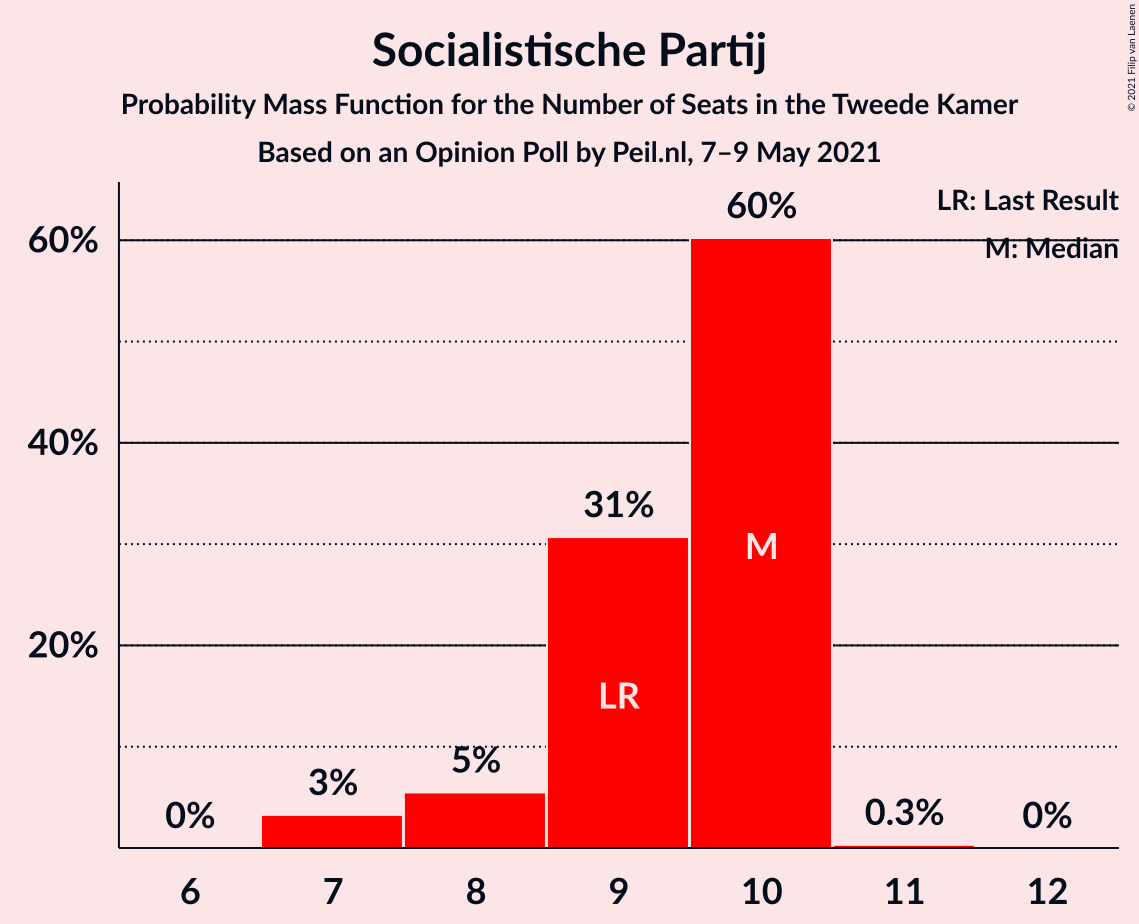 Socialistische Partij
Probability Mass Function for the Number of Seats in the Tweede Kamer
Based on an Opinion Poll by Peil.nl, 7–9 May 2021
© 2021 Filip van Laenen
LR: Last Result
M: Median
60%
40%
20%
0%
3%
5%
31%
60%
0.3%
0%
LR
M
6
7
8
9
10
11
12